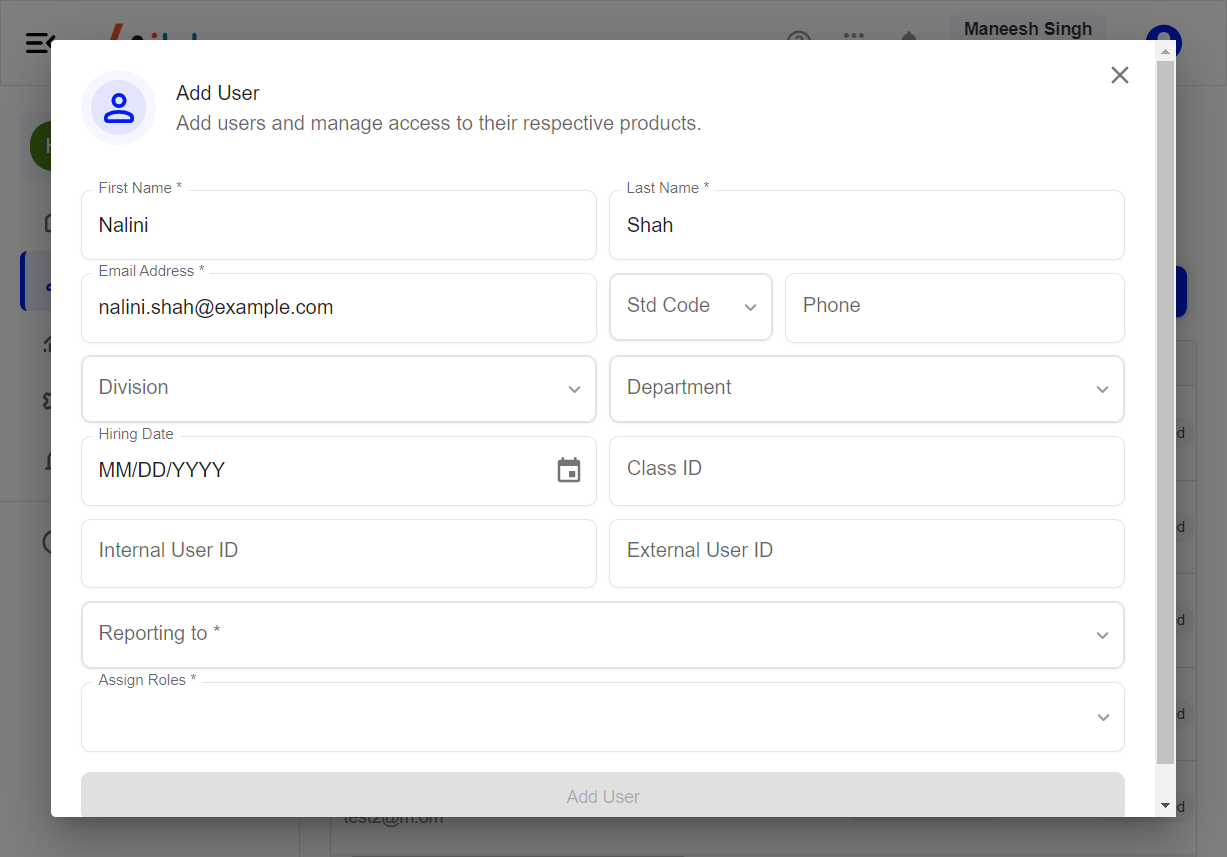 Maneesh Singh
Add User
Add users and manage access to their respective products.
First Name *
Last Name *
Nalini
Shah
Email Address *
nalini.shah@example.com
Std Code
Phone
Division
Department
Hiring Date
MM/DD/YYYY
Class ID
Internal User ID
External User ID
Reporting to *
Assign Roles *
Add User